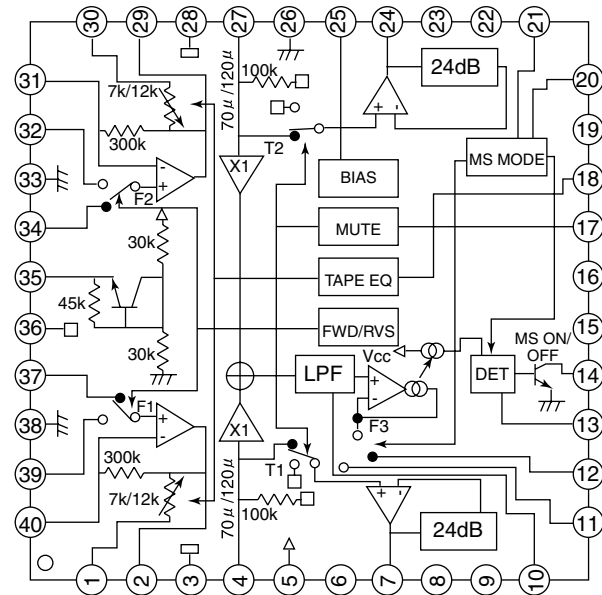 30 29 28 27 26 25 24 23 22 21
31 32 33 34 35 36 37 38 39 40
20 19 18 17 16 15 14 13 12 11
1 2 3 4 5 6 7 8 9 10
7k/12k
300k
- +
F2
30k
45k
30k
F1
+ -
300k
7k/12k
70μ/120μ
100k
T2
X1
+ -
24dB
BIAS
MUTE
TAPE EQ
FWD/RVS
MS MODE
Vcc
LPF
+ -
F3
DET
MS ON/
OFF
X1
T1
70μ/120μ
100k
+ -
24dB